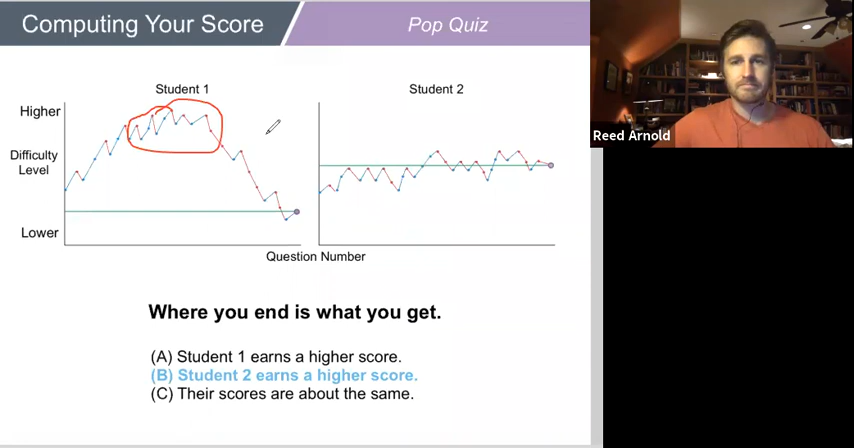 Computing Your Score
Pop Quiz
Student 1
Student 2
Higher
Difficulty
Level
Lower
Question Number
Where you end is what you get.
(A) Student 1 earns a higher score.
(B) Student 2 earns a higher score.
(C) Their scores are about the same.
Reed Arnold